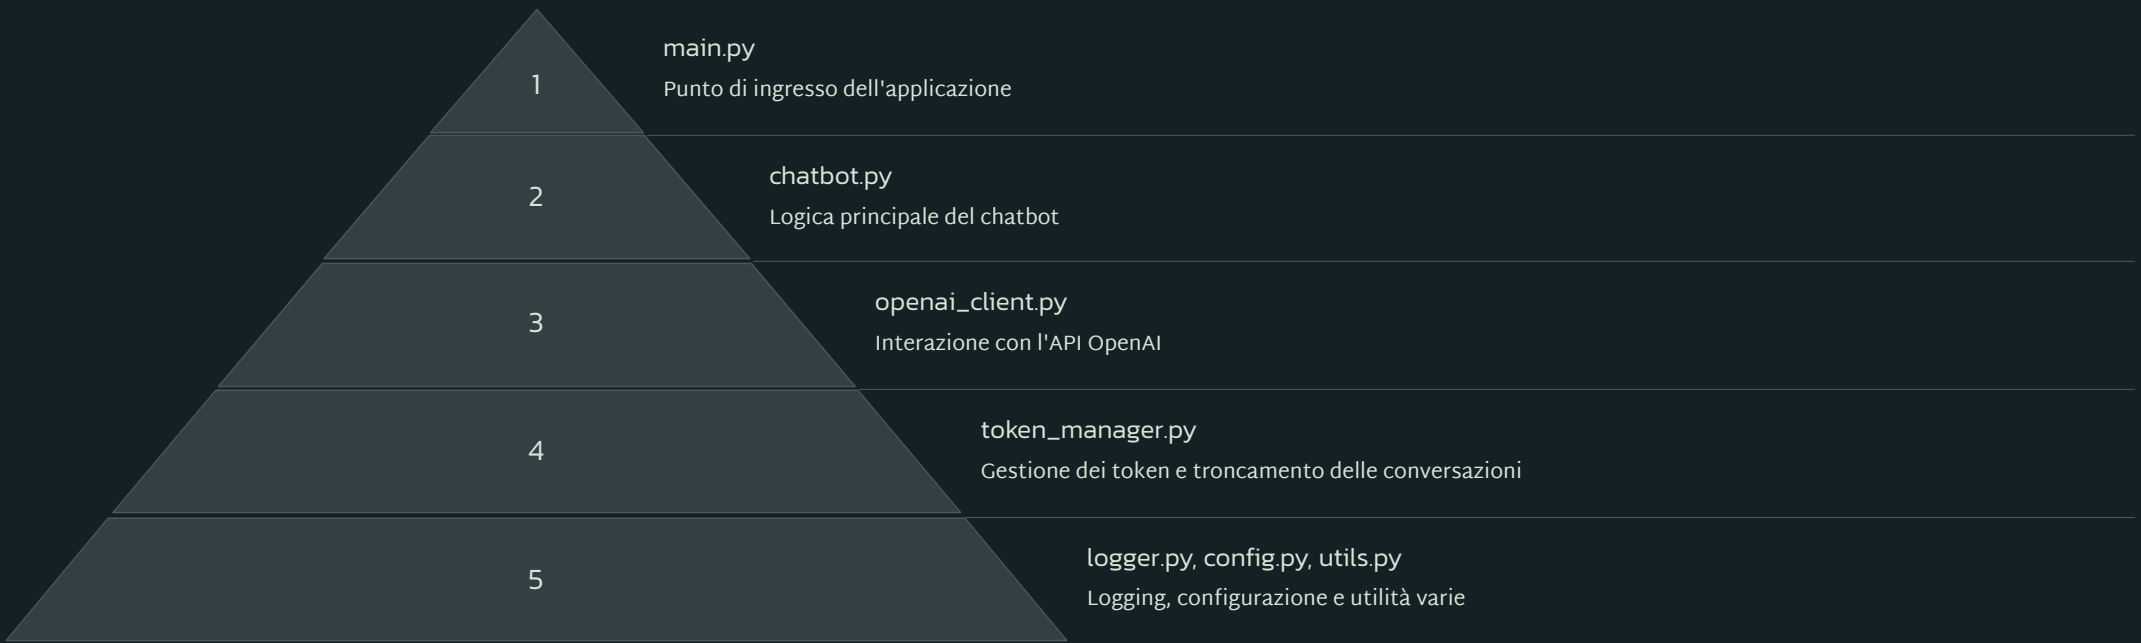 1
main.py
Punto di ingresso dell'applicazione
2
chatbot.py
Logica principale del chatbot
3
openai_client.py
Interazione con l'API OpenAI
4
token_manager.py
Gestione dei token e troncamento delle conversazioni
5
logger.py, config.py, utils.py
Logging, configurazione e utilità varie